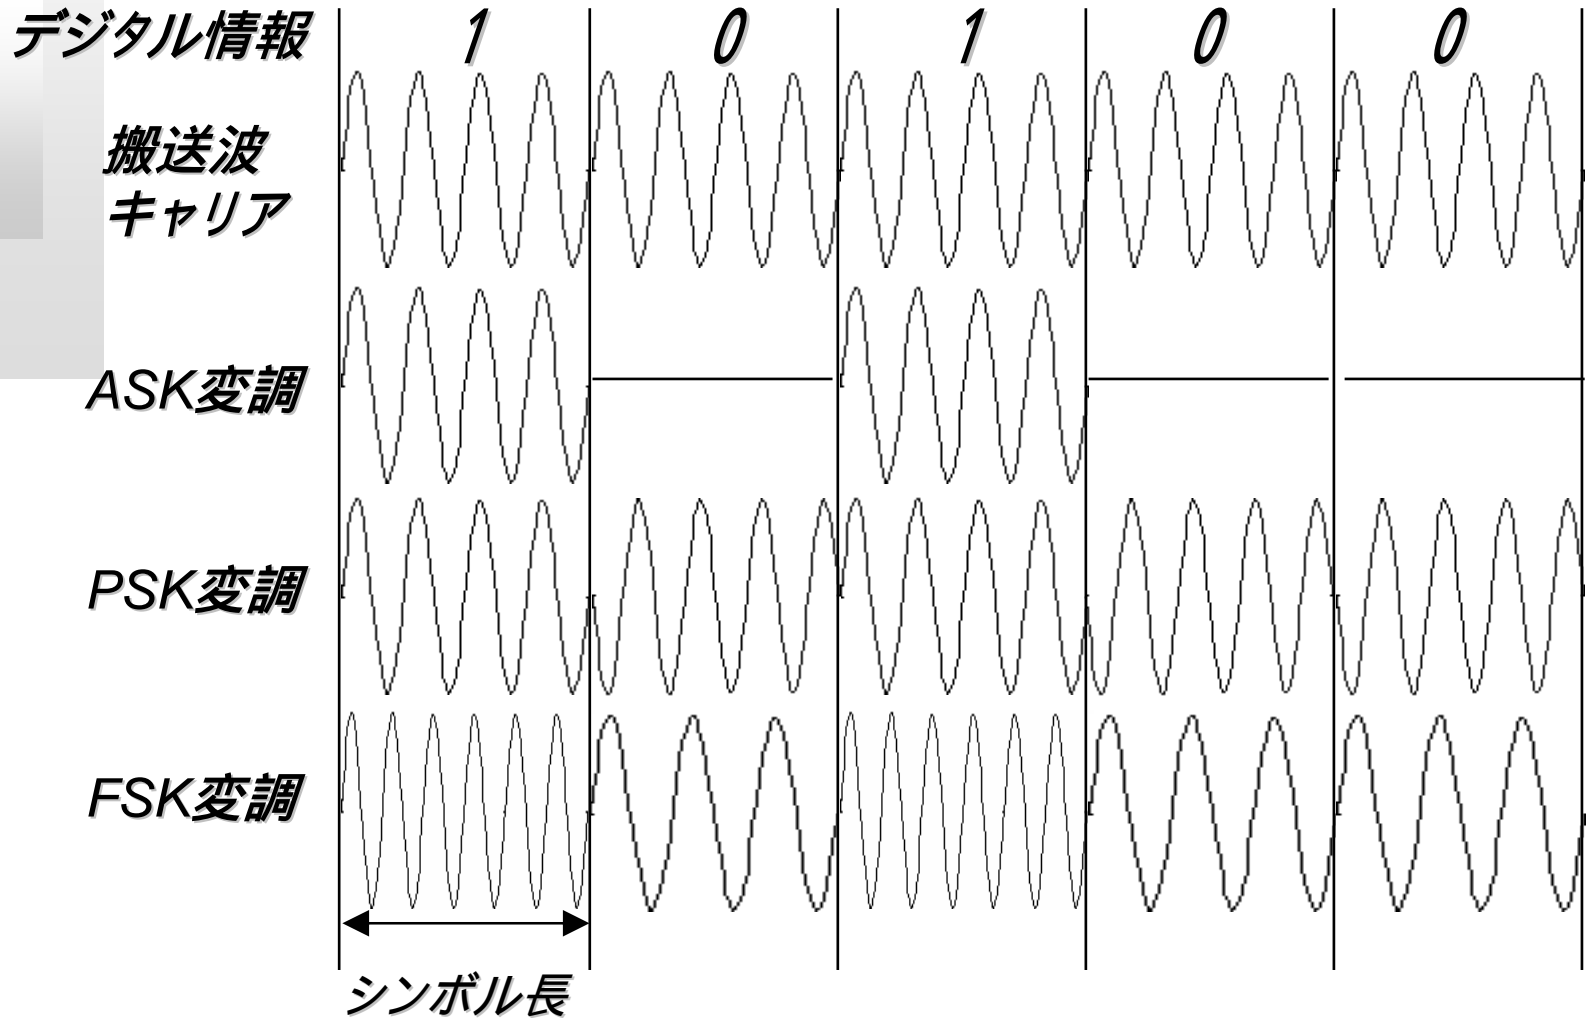 デジタル情報 1 0 1 0 0
搬送波
キャリア
ASK変調
PSK変調
FSK変調
シンボル長